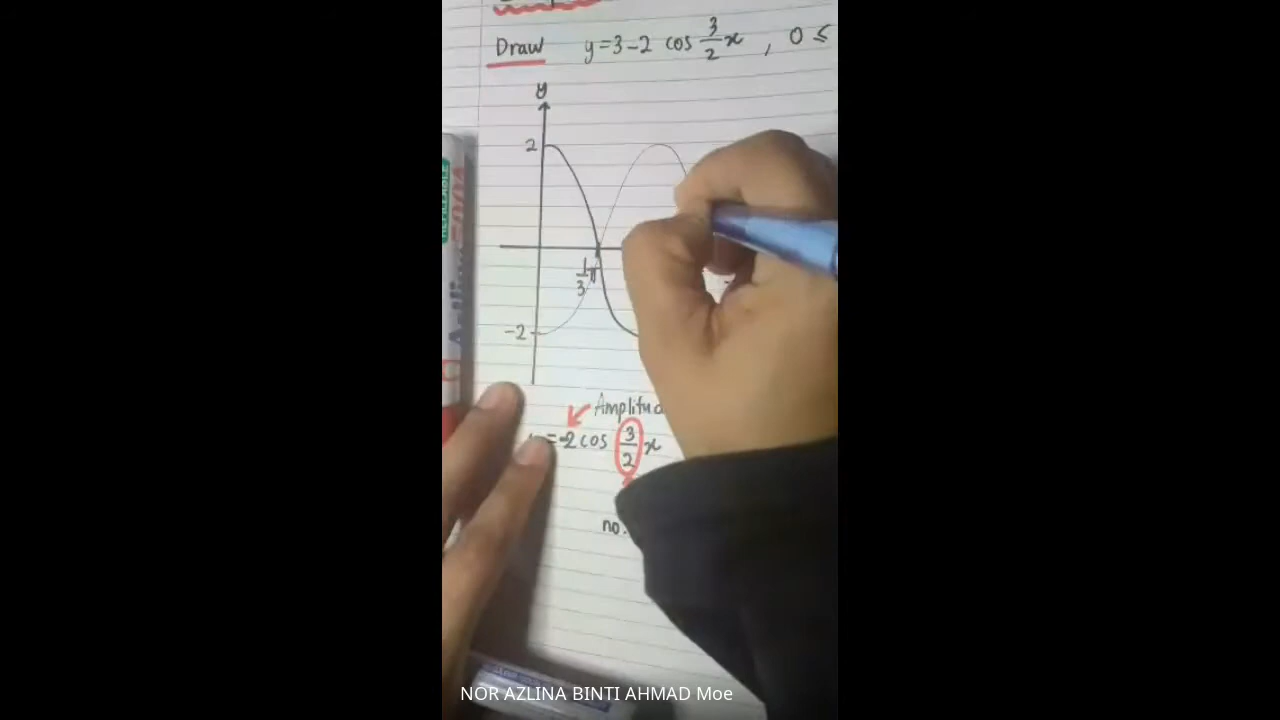 Draw y=3-2 cos 3/2 x , 0 ≤
y
2
1/3 π
-2
Amplitud
=-2 cos 3/2 x
no.
NOR AZLINA BINTI AHMAD Moe